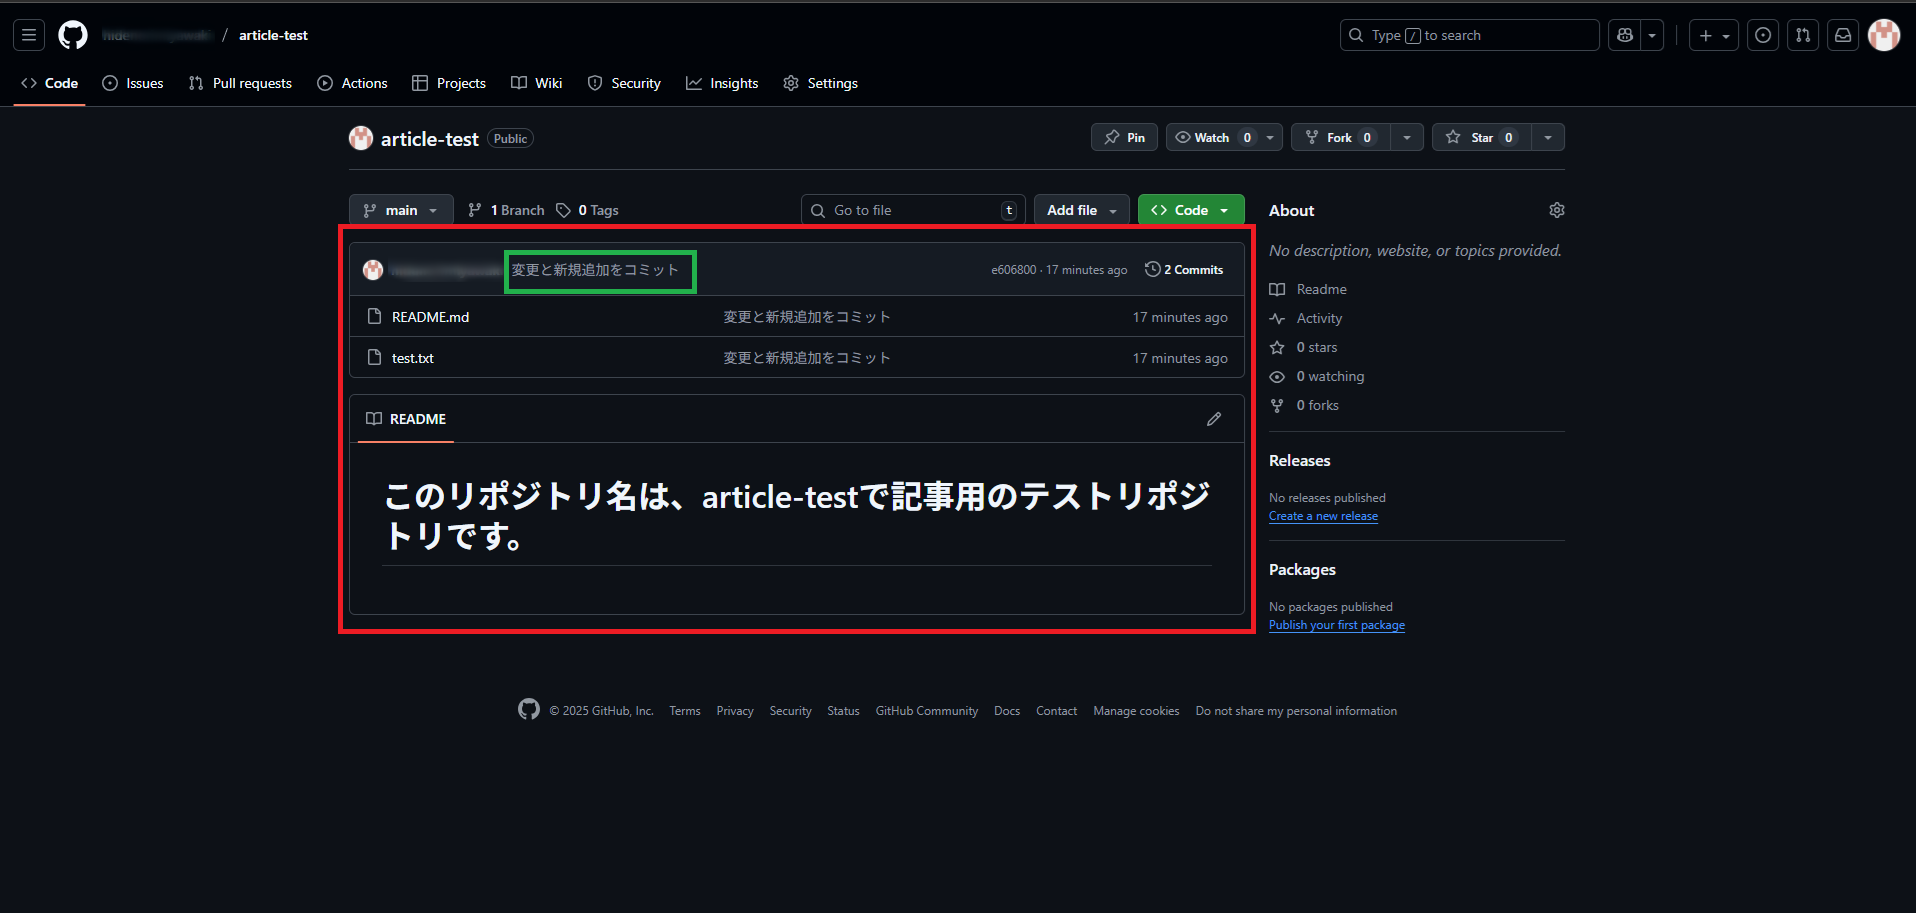 / article-test
Type / to search
Code Issues Pull requests Actions Projects Wiki Security Insights Settings
article-test Public
Pin Watch 0 Fork 0 Star 0
main 1 Branch 0 Tags Go to file t Add file Code
変更と新規追加をコミット e606800 · 17 minutes ago 2 Commits
README.md 変更と新規追加をコミット 17 minutes ago
test.txt 変更と新規追加をコミット 17 minutes ago
README
このリポジトリ名は、article-testで記事用のテストリポジ
トリです。
About
No description, website, or topics provided.
Readme
Activity
0 stars
0 watching
0 forks
Releases
No releases published
Create a new release
Packages
No packages published
Publish your first package
© 2025 GitHub, Inc. Terms Privacy Security Status GitHub Community Docs Contact Manage cookies Do not share my personal information